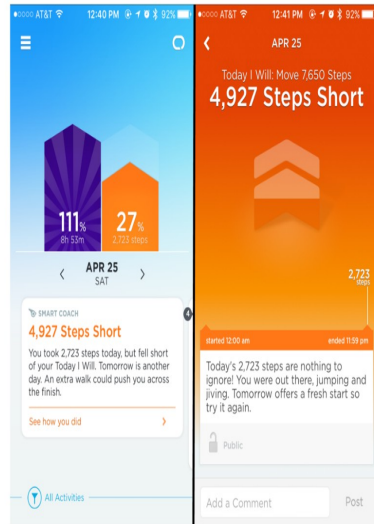 AT&T 12:40 PM 92%
111%
8h 53m
27%
2,723 steps
APR 25
SAT
SMART COACH
4
4,927 Steps Short
You took 2,723 steps today, but fell short
of your Today I Will. Tomorrow is another
day. An extra walk could push you across
the finish.
See how you did
All Activities
AT&T 12:41 PM 92%
APR 25
Today I Will: Move 7,650 Steps
4,927 Steps Short
2,723
steps
started 12:00 am ended 11:59 pm
Today's 2,723 steps are nothing to
ignore! You were out there, jumping and
jiving. Tomorrow offers a fresh start so
try it again.
Public
Add a Comment Post